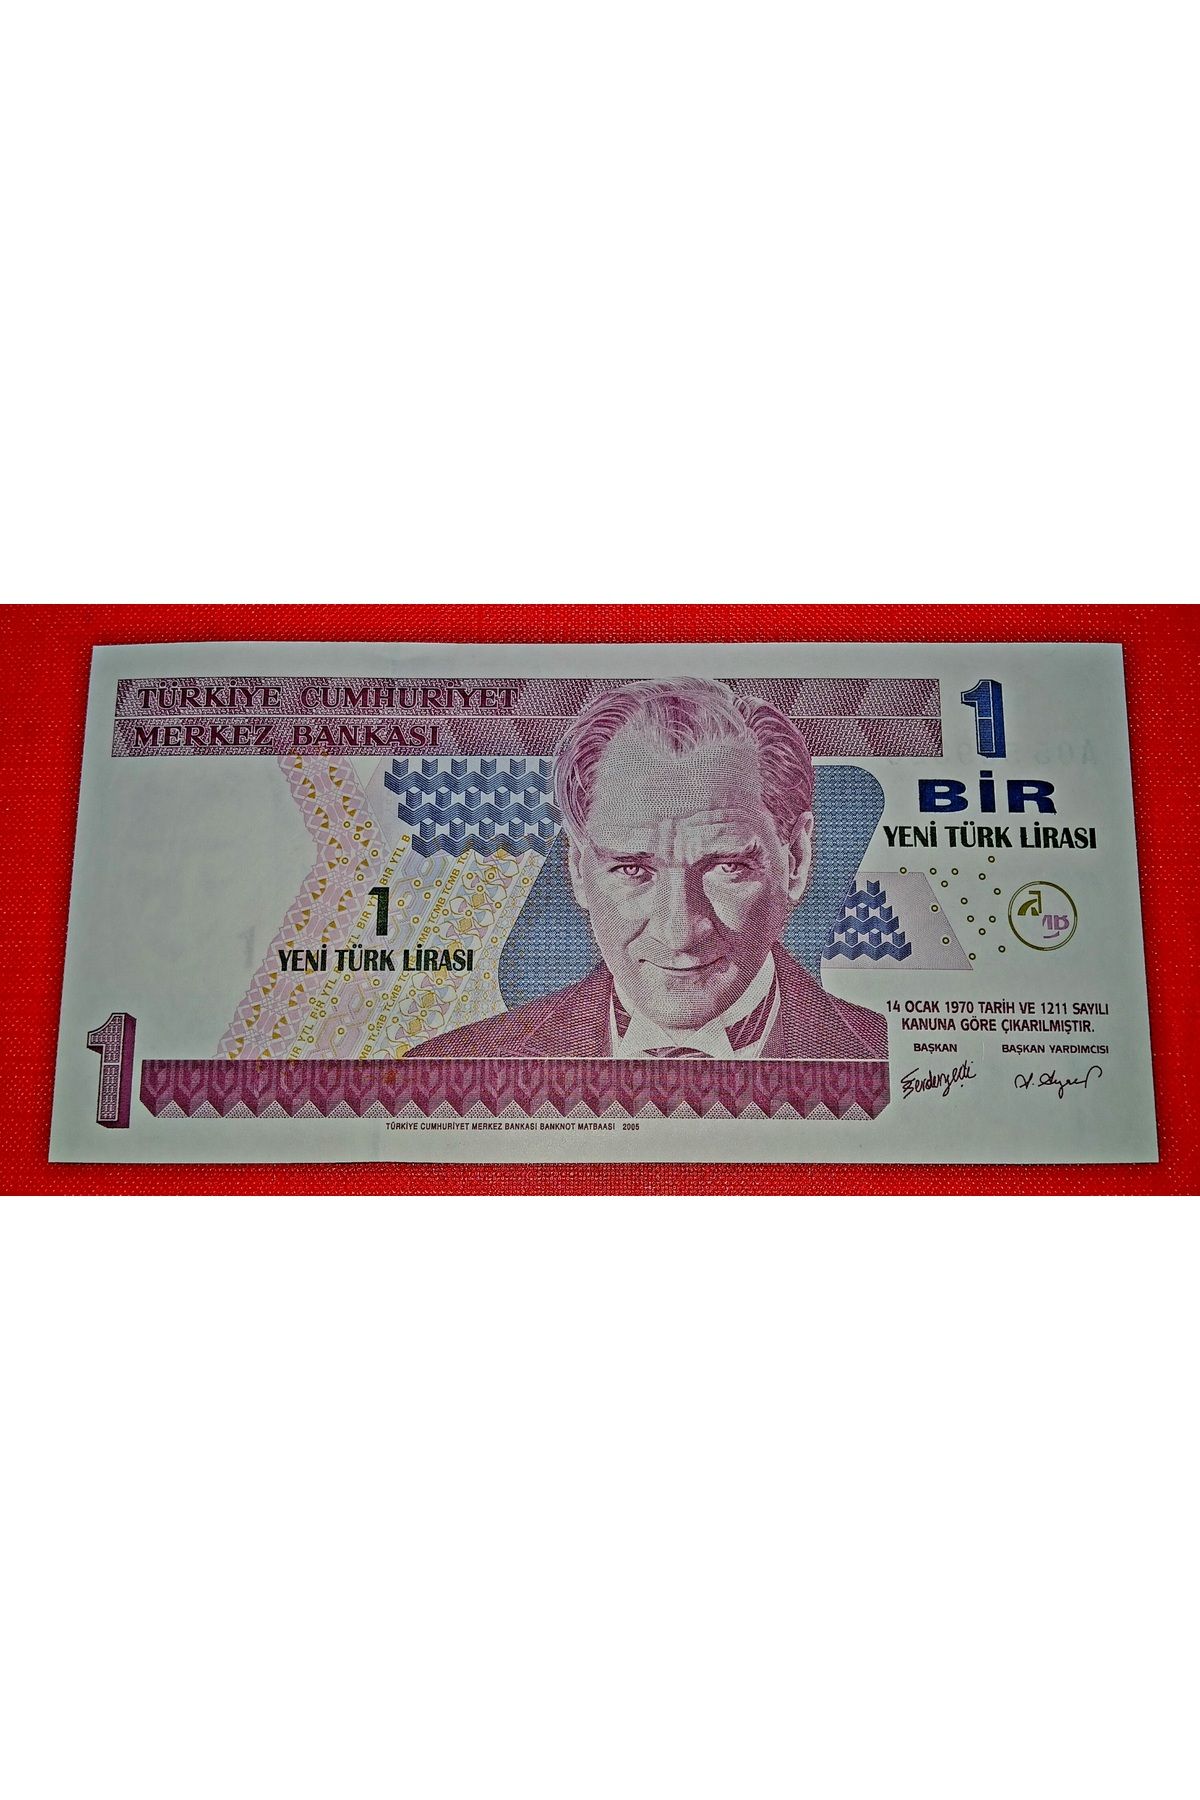 TÜRKİYE CUMHURİYET
MERKEZ BANKASI
1
BİR
YENİ TÜRK LİRASI
1
YENİ TÜRK LİRASI
14 OCAK 1970 TARİH VE 1211 SAYILI
KANUNA GÖRE ÇIKARILMIŞTIR.
BAŞKAN BAŞKAN YARDIMCISI
1
TÜRKİYE CUMHURİYET MERKEZ BANKASI BANKNOT MATBAASI 2005